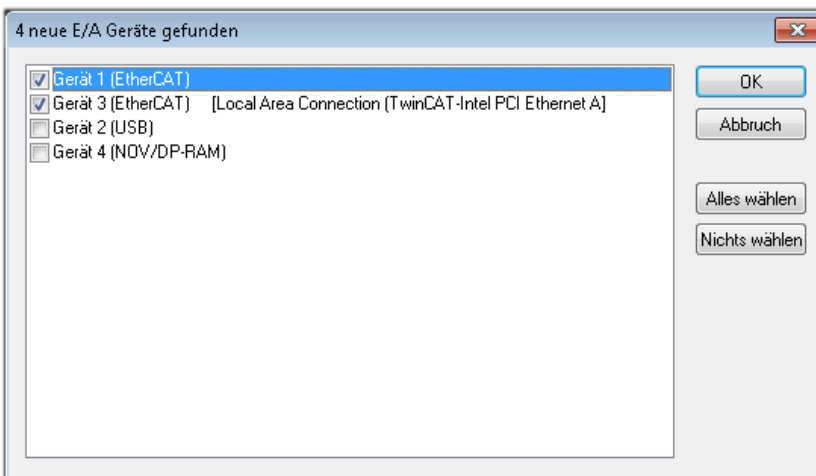 4 neue E/A Geräte gefunden
Gerät 1 (EtherCAT)
Gerät 3 (EtherCAT) [Local Area Connection (TwinCAT-Intel PCI Ethernet A]
Gerät 2 (USB)
Gerät 4 (NOV/DP-RAM)
OK
Abbruch
Alles wählen
Nichts wählen